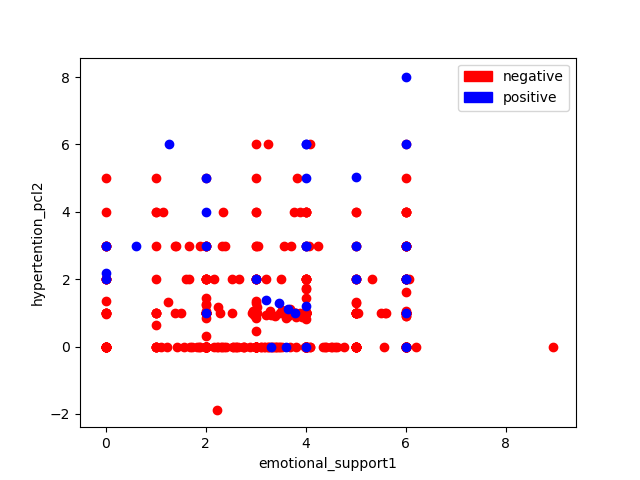 8
6
4
2
0
−2
hypertention_pcl2
negative
positive
0 2 4 6 8
emotional_support1